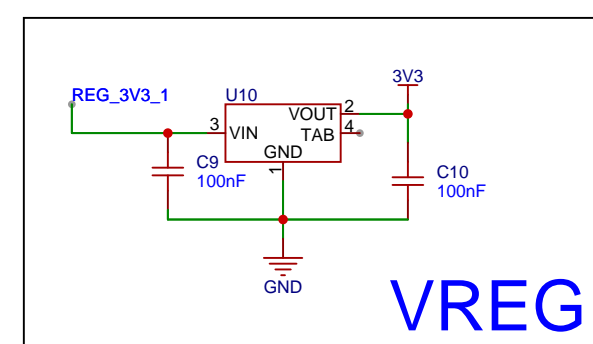 3V3
REG_3V3_1
U10
VOUT 2
3 VIN
TAB 4
GND
1
C9
100nF
C10
100nF
GND
VREG